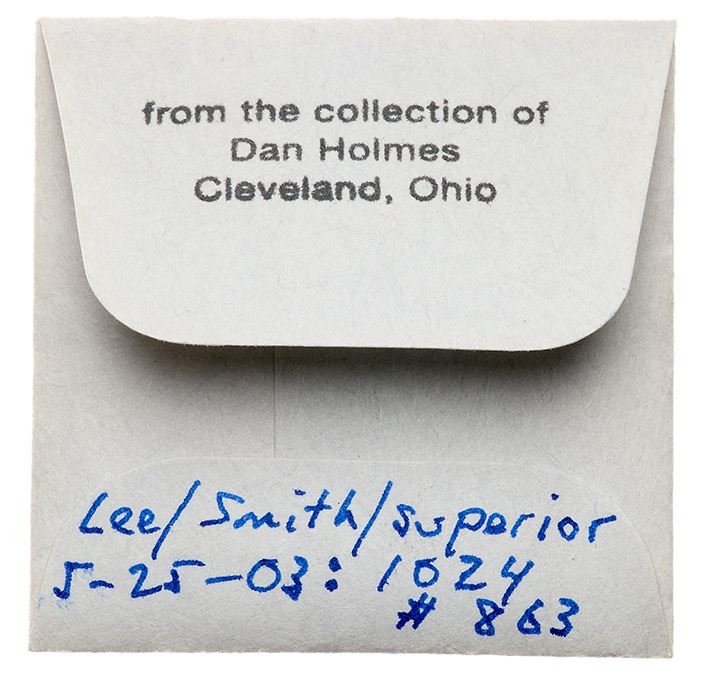 from the collection of
Dan Holmes
Cleveland, Ohio
Lee/Smith/superior
5-25-03: 1024
# 863